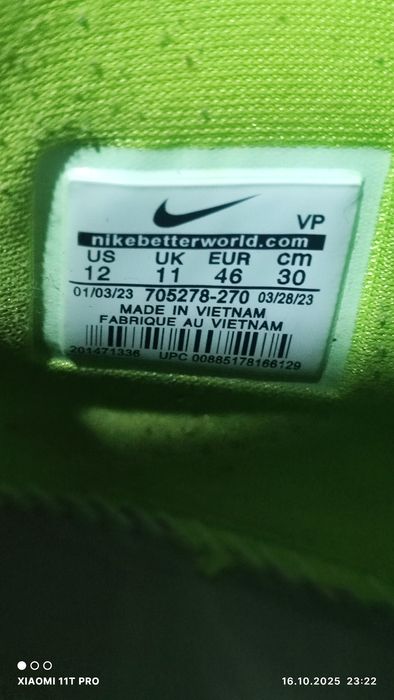 VP
nikebetterworld.com
US UK EUR cm
12 11 46 30
01/03/23 705278-270 03/28/23
MADE IN VIETNAM
FABRIQUE AU VIETNAM
201471336 UPC 00885178166129
XIAOMI 11T PRO 16.10.2025 23:22